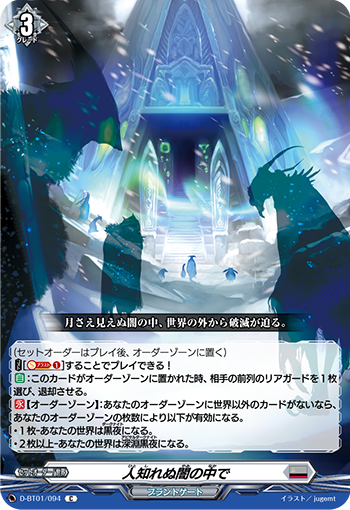 3
グレード
月さえ見えぬ闇の中、世界の外から破滅が迫る。
(セットオーダーはプレイ後、オーダーゾーンに置く)
【コスト】[(1)]することでプレイできる！
自：このカードがオーダーゾーンに置かれた時、相手の前列のリアガードを１枚
選び、退却させる。
永【オーダーゾーン】：あなたのオーダーゾーンに世界以外のカードがないなら、
あなたのオーダーゾーンの枚数により以下が有効になる。
・１枚-あなたの世界は黒夜になる。
・２枚以上-あなたの世界は深淵黒夜になる。
セットオーダー
人知れぬ闇の中で
ブラントゲート
D-BT01/094 C
イラスト／jugemt